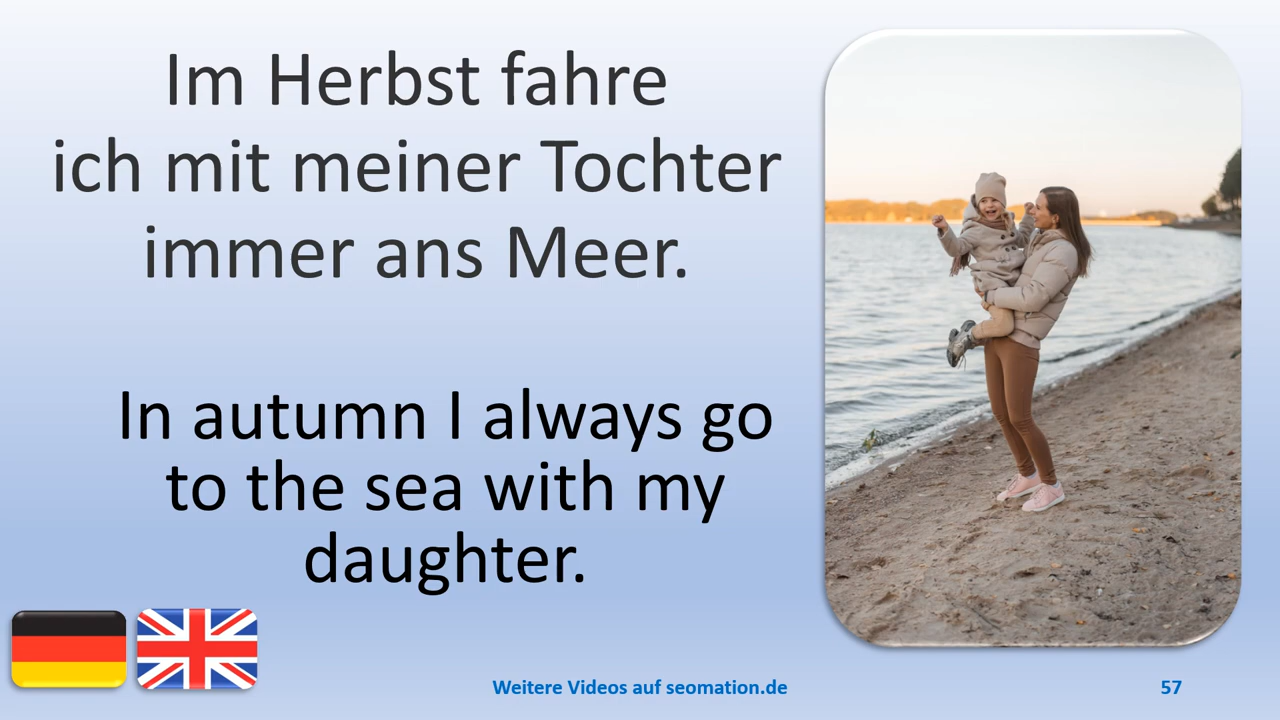 Im Herbst fahre
ich mit meiner Tochter
immer ans Meer.
In autumn I always go
to the sea with my
daughter.
Weitere Videos auf seomation.de
57